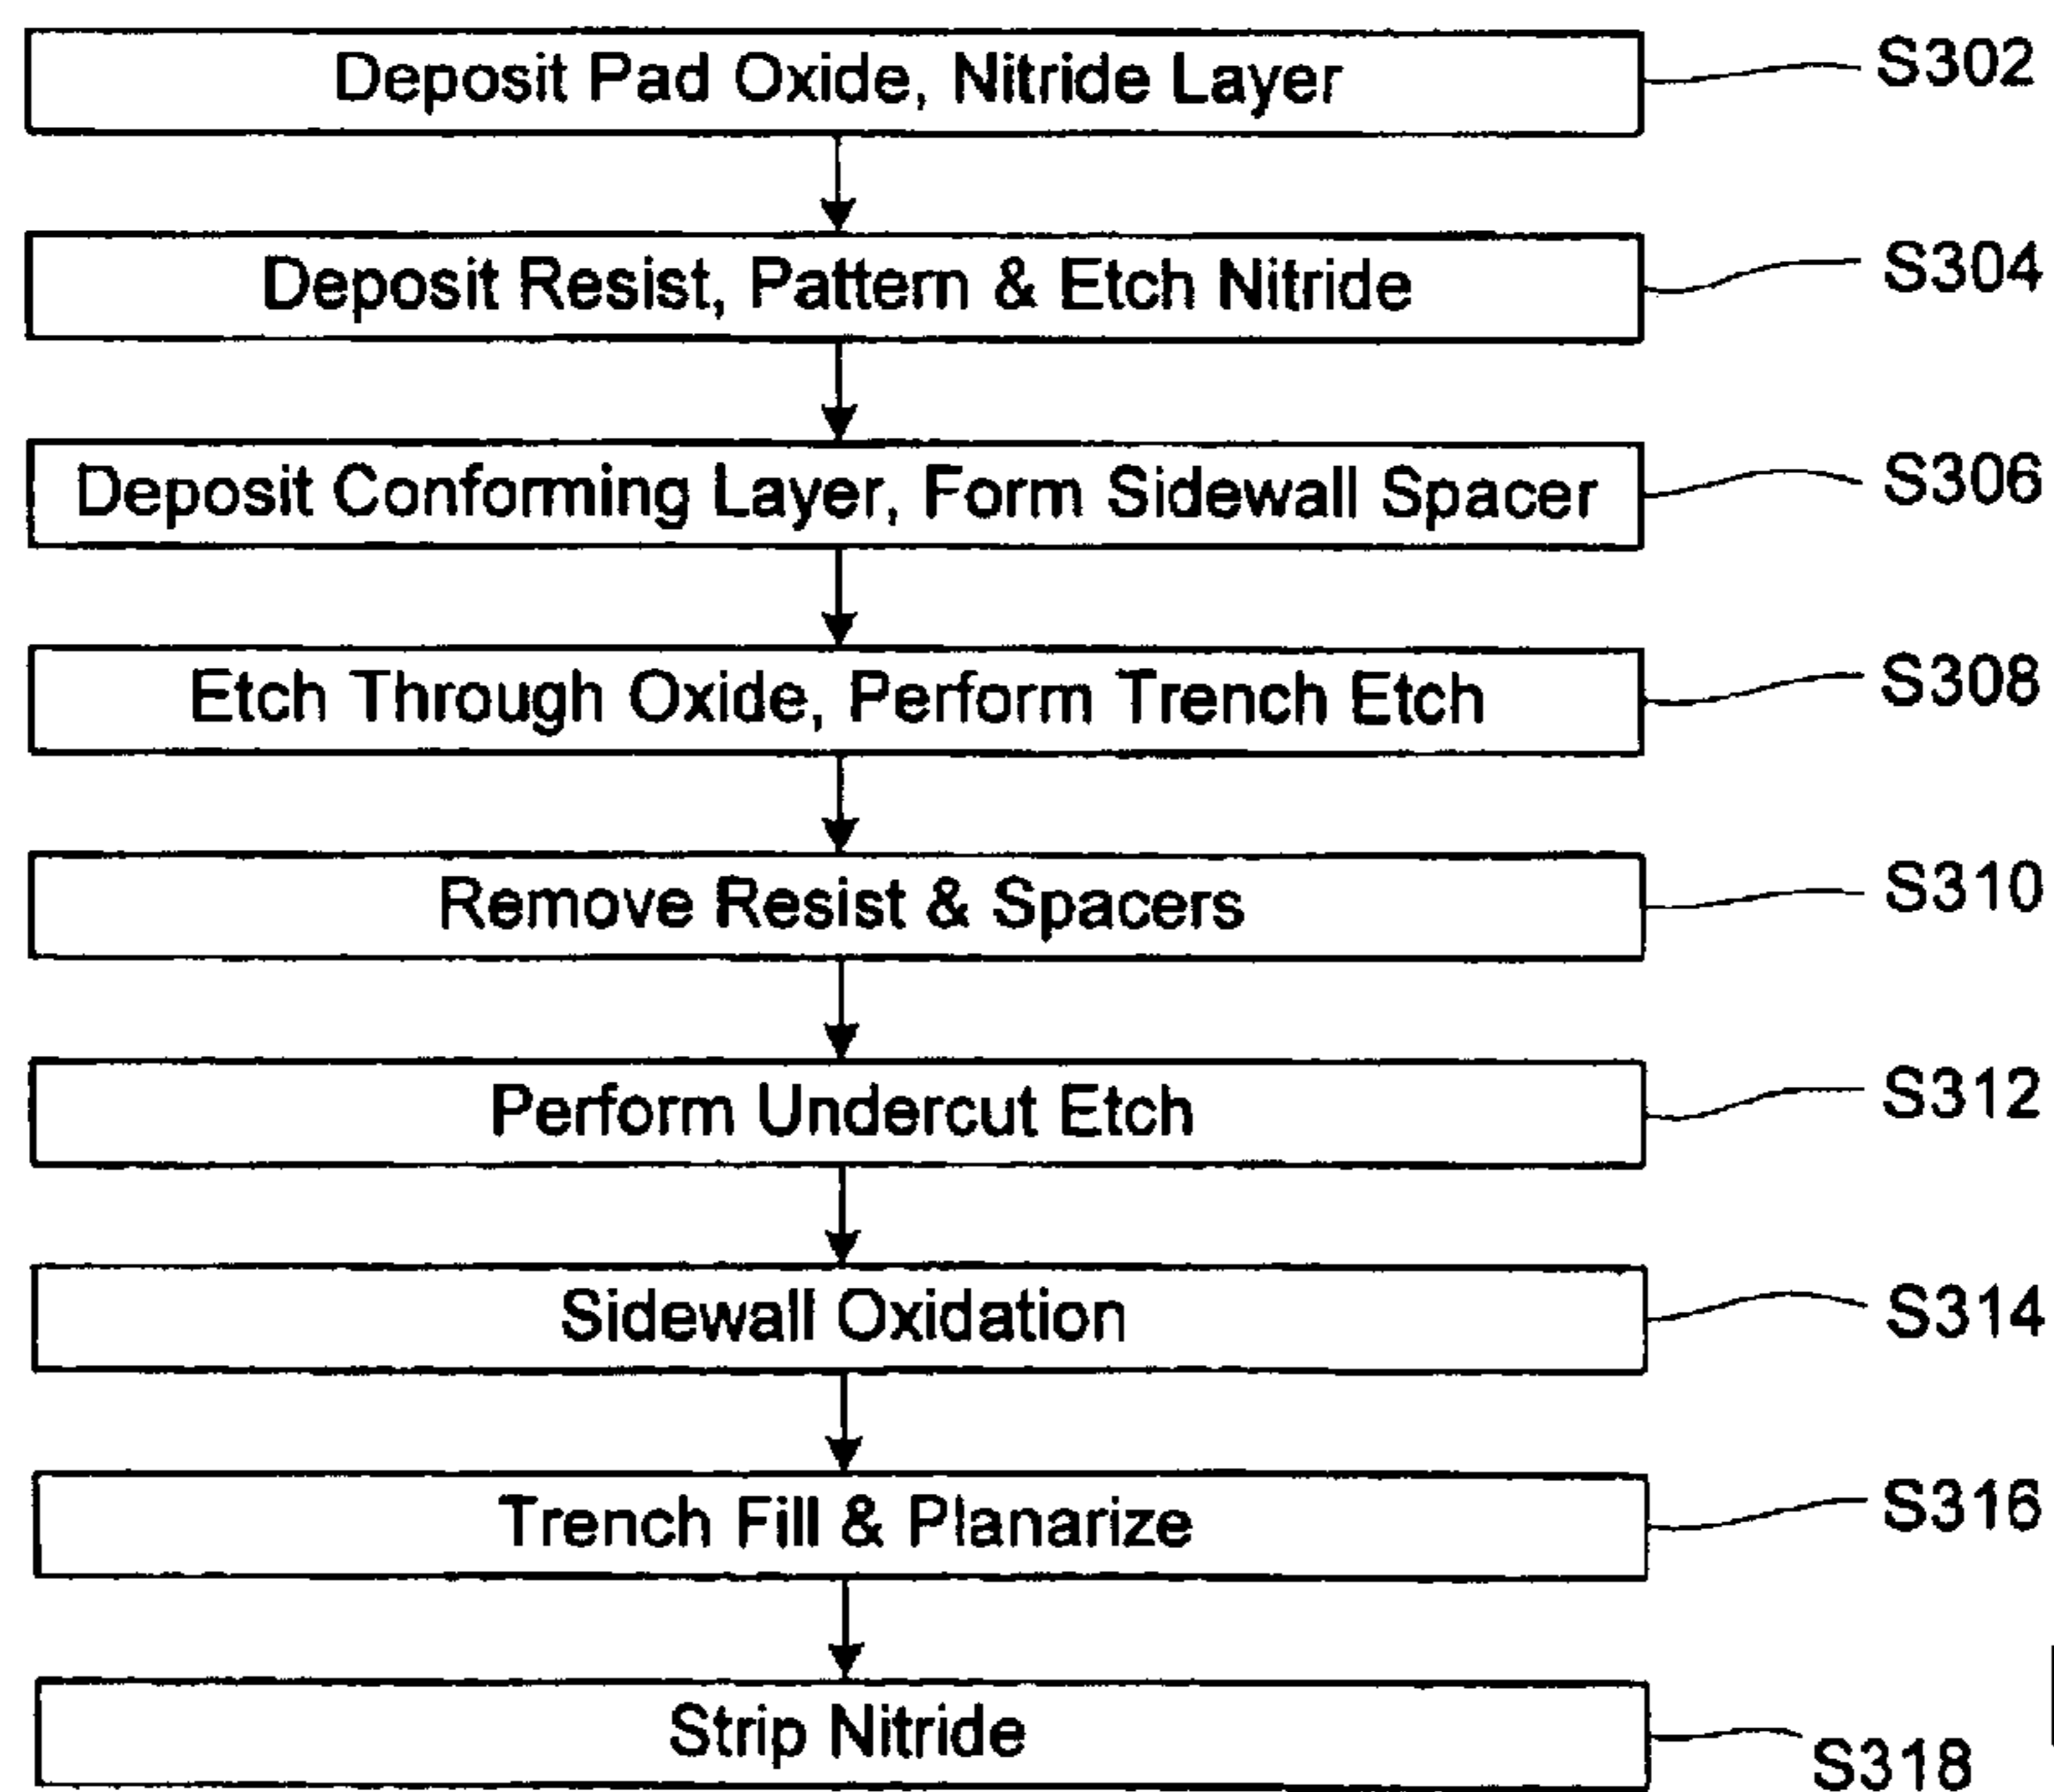 Deposit Pad Oxide, Nitride Layer
S302
Deposit Resist, Pattern & Etch Nitride
S304
Deposit Conforming Layer, Form Sidewall Spacer
S306
Etch Through Oxide, Perform Trench Etch
S308
Remove Resist & Spacers
S310
Perform Undercut Etch
S312
Sidewall Oxidation
S314
Trench Fill & Planarize
S316
Strip Nitride
S318